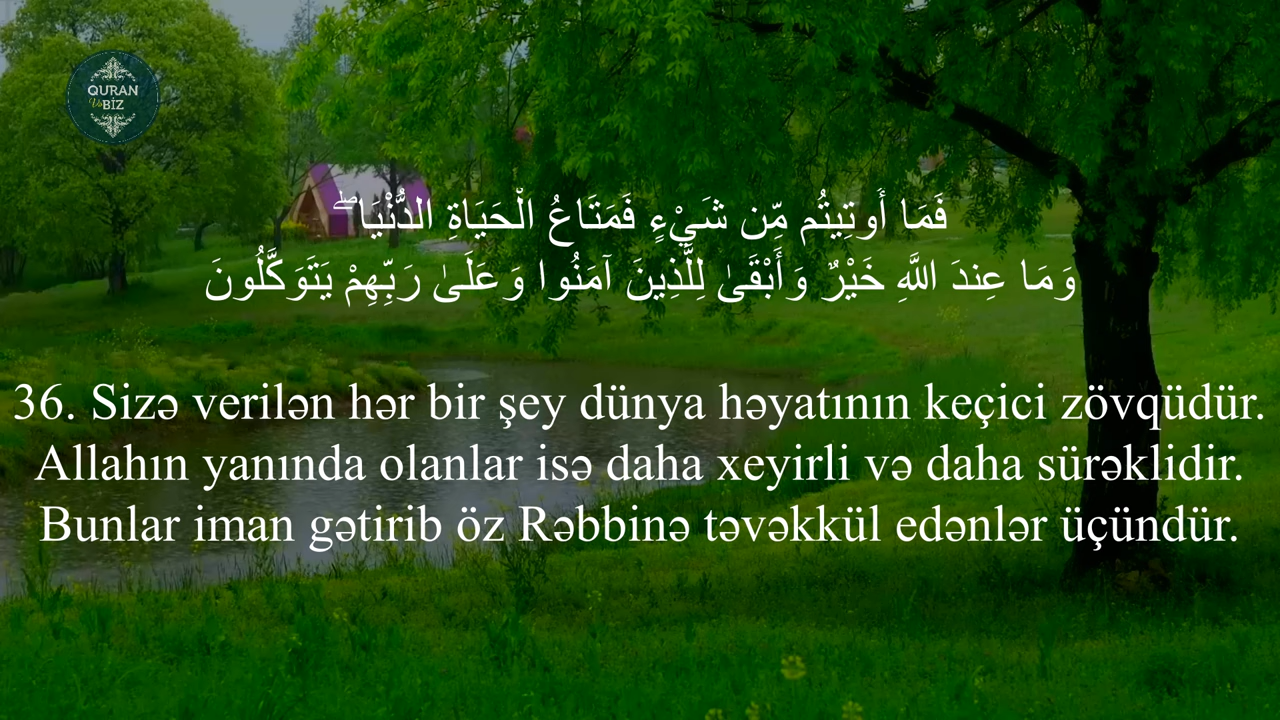 QURAN
Və
BİZ
فَمَا أُوتِيتُم مِّن شَيْءٍ فَمَتَاعُ الْحَيَاةِ الدُّنْيَا ۖ
وَمَا عِندَ اللَّهِ خَيْرٌ وَأَبْقَىٰ لِلَّذِينَ آمَنُوا وَعَلَىٰ رَبِّهِمْ يَتَوَكَّلُونَ
36. Sizə verilən hər bir şey dünya həyatının keçici zövqüdür.
Allahın yanında olanlar isə daha xeyirli və daha sürəklidir.
Bunlar iman gətirib öz Rəbbinə təvəkkül edənlər üçündür.